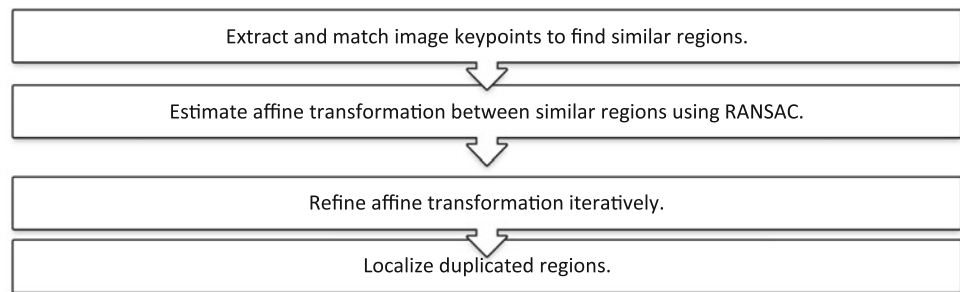 Extract and match image keypoints to find similar regions.
Estimate affine transformation between similar regions using RANSAC.
Refine affine transformation iteratively.
Localize duplicated regions.